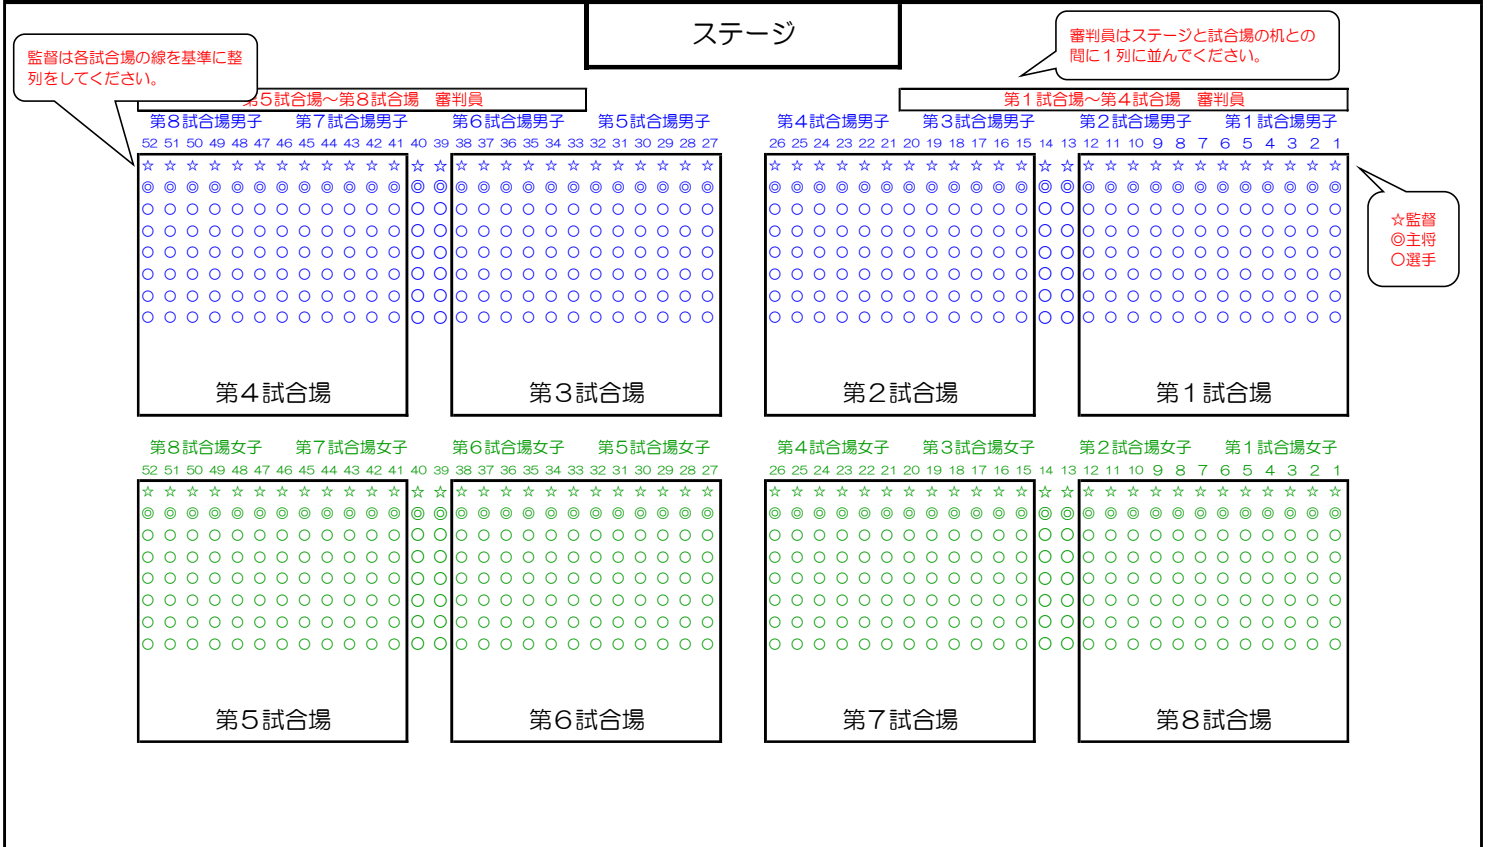 ステージ
監督は各試合場の線を基準に整
列をしてください。
審判員はステージと試合場の机との
間に１列に並んでください。
第5試合場～第8試合場　審判員
第１試合場～第4試合場　審判員
第8試合場男子　第7試合場男子　第6試合場男子　第5試合場男子　第4試合場男子　第3試合場男子　第2試合場男子　第1試合場男子
52 51 50 49 48 47 46 45 44 43 42 41 40 39 38 37 36 35 34 33 32 31 30 29 28 27 26 25 24 23 22 21 20 19 18 17 16 15 14 13 12 11 10 9 8 7 6 5 4 3 2 1
☆監督
◎主将
○選手
第4試合場　第3試合場　第2試合場　第1試合場
第8試合場女子　第7試合場女子　第6試合場女子　第5試合場女子　第4試合場女子　第3試合場女子　第2試合場女子　第1試合場女子
52 51 50 49 48 47 46 45 44 43 42 41 40 39 38 37 36 35 34 33 32 31 30 29 28 27 26 25 24 23 22 21 20 19 18 17 16 15 14 13 12 11 10 9 8 7 6 5 4 3 2 1
第5試合場　第6試合場　第7試合場　第8試合場